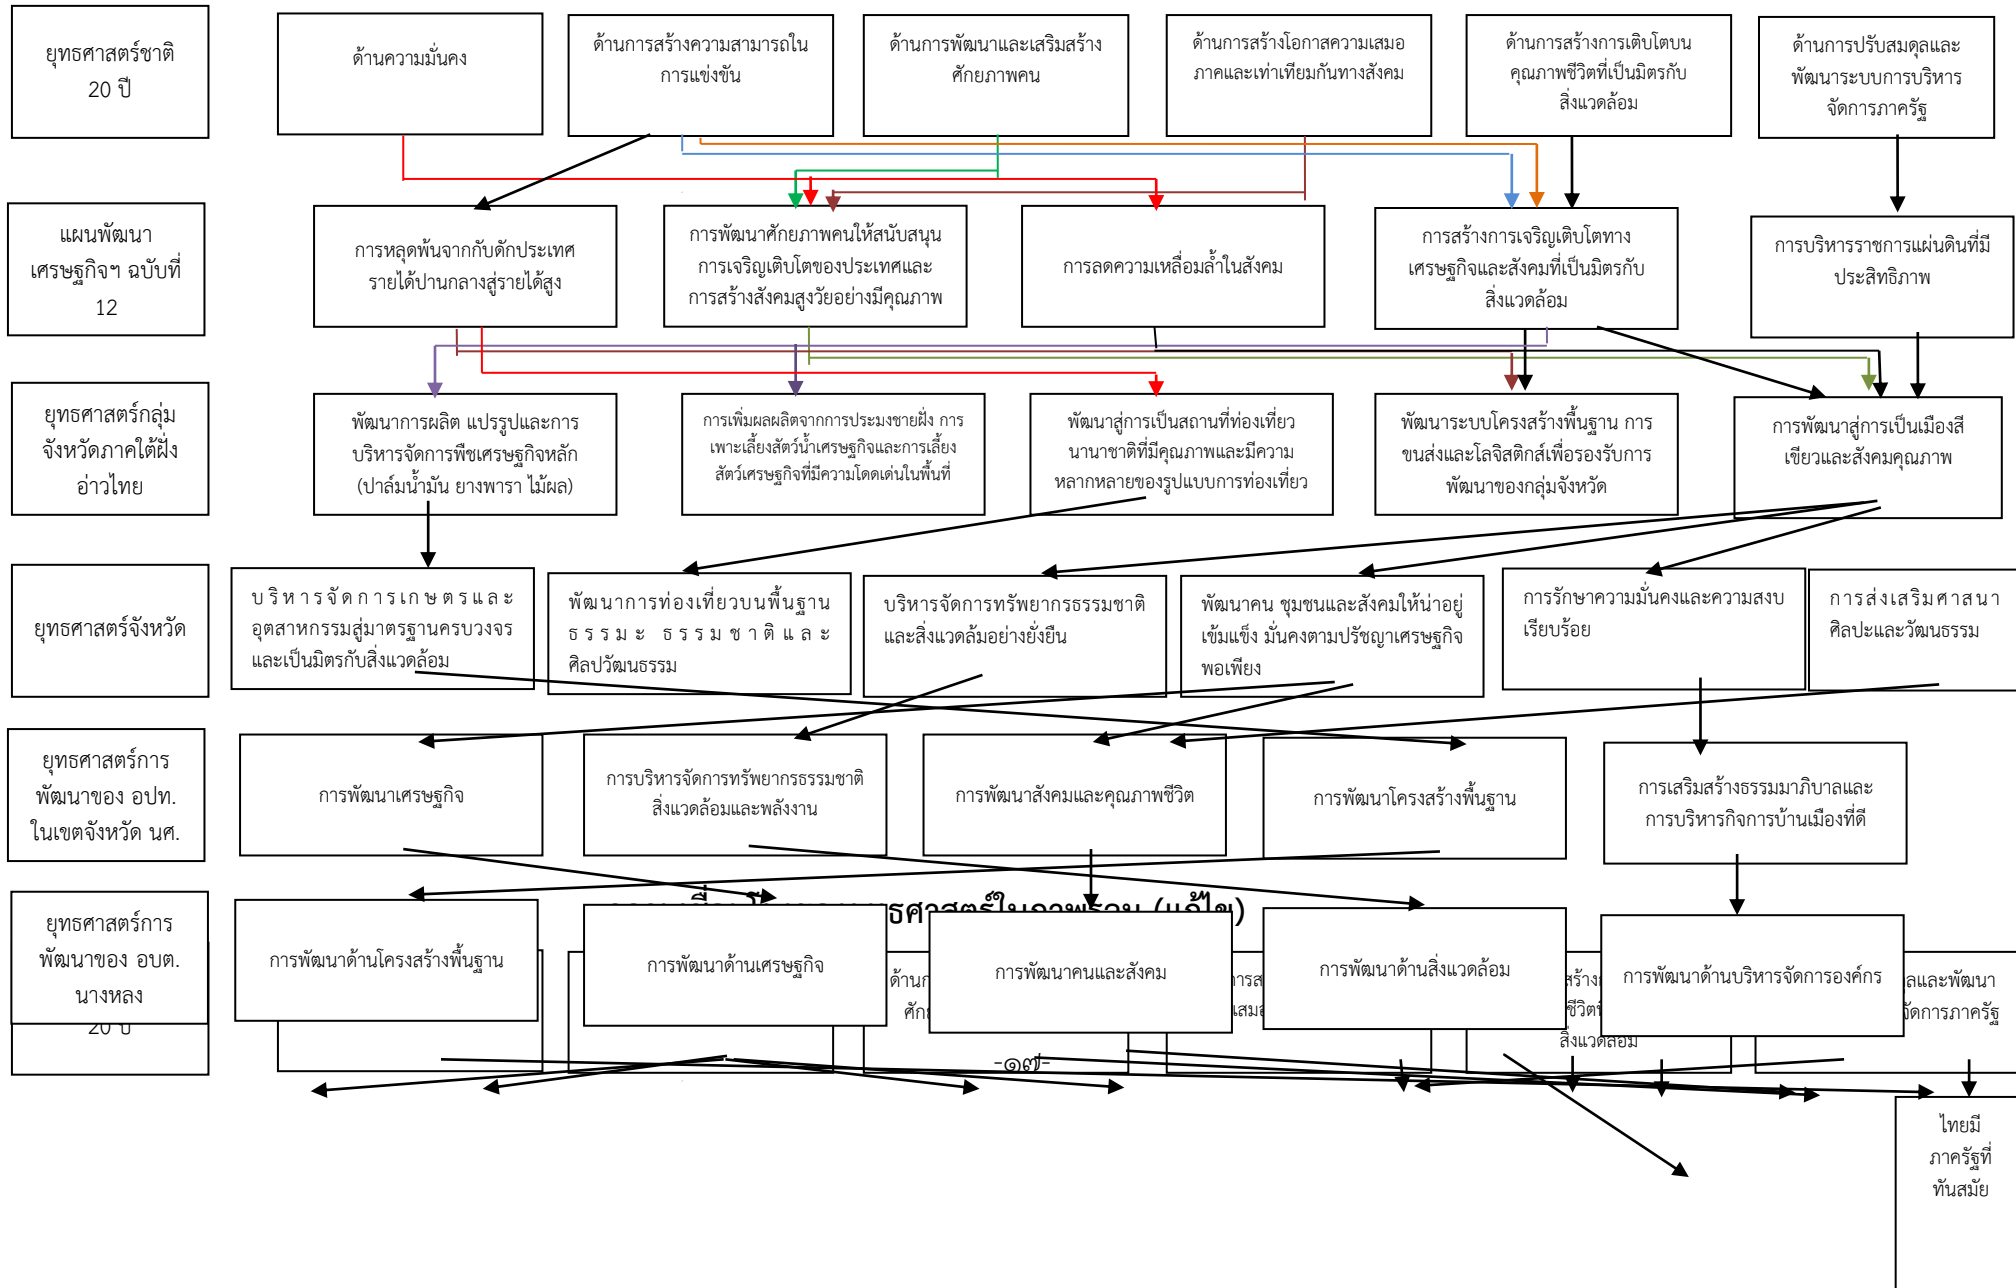 ยุทธศาสตร์ชาติ
20 ปี
ด้านความมั่นคง
ด้านการสร้างความสามารถใน
การแข่งขัน
ด้านการพัฒนาและเสริมสร้าง
ศักยภาพคน
ด้านการสร้างโอกาสความเสมอ
ภาคและเท่าเทียมกันทางสังคม
ด้านการสร้างการเติบโตบน
คุณภาพชีวิตที่เป็นมิตรกับ
สิ่งแวดล้อม
ด้านการปรับสมดุลและ
พัฒนาระบบการบริหาร
จัดการภาครัฐ
แผนพัฒนา
เศรษฐกิจฯ ฉบับที่
12
การหลุดพ้นจากกับดักประเทศ
รายได้ปานกลางสู่รายได้สูง
การพัฒนาศักยภาพคนให้สนับสนุน
การเจริญเติบโตของประเทศและ
การสร้างสังคมสูงวัยอย่างมีคุณภาพ
การลดความเหลื่อมล้ำในสังคม
การสร้างการเจริญเติบโตทาง
เศรษฐกิจและสังคมที่เป็นมิตรกับ
สิ่งแวดล้อม
การบริหารราชการแผ่นดินที่มี
ประสิทธิภาพ
ยุทธศาสตร์กลุ่ม
จังหวัดภาคใต้ฝั่ง
อ่าวไทย
พัฒนาการผลิต แปรรูปและการ
บริหารจัดการพืชเศรษฐกิจหลัก
(ปาล์มน้ำมัน ยางพารา ไม้ผล)
การเพิ่มผลผลิตจากการประมงชายฝั่ง การ
เพาะเลี้ยงสัตว์น้ำเศรษฐกิจและการเลี้ยง
สัตว์เศรษฐกิจที่มีความโดดเด่นในพื้นที่
พัฒนาสู่การเป็นสถานที่ท่องเที่ยว
นานาชาติที่มีคุณภาพและมีความ
หลากหลายของรูปแบบการท่องเที่ยว
พัฒนาระบบโครงสร้างพื้นฐาน การ
ขนส่งและโลจิสติกส์เพื่อรองรับการ
พัฒนาของกลุ่มจังหวัด
การพัฒนาสู่การเป็นเมืองสี
เขียวและสังคมคุณภาพ
ยุทธศาสตร์จังหวัด
บริหารจัดการเกษตรและ
อุตสาหกรรมสู่มาตรฐานครบวงจร
และเป็นมิตรกับสิ่งแวดล้อม
พัฒนาการท่องเที่ยวบนพื้นฐาน
ธรรมะ ธรรมชาติและ
ศิลปวัฒนธรรม
บริหารจัดการทรัพยากรธรรมชาติ
และสิ่งแวดล้มอย่างยั่งยืน
พัฒนาคน ชุมชนและสังคมให้น่าอยู่
เข้มแข็ง มั่นคงตามปรัชญาเศรษฐกิจ
พอเพียง
การรักษาความมั่นคงและความสงบ
เรียบร้อย
การส่งเสริมศาสนา
ศิลปะและวัฒนธรรม
ยุทธศาสตร์การ
พัฒนาของ อปท.
ในเขตจังหวัด นศ.
การพัฒนาเศรษฐกิจ
การบริหารจัดการทรัพยากรธรรมชาติ
สิ่งแวดล้อมและพลังงาน
การพัฒนาสังคมและคุณภาพชีวิต
การพัฒนาโครงสร้างพื้นฐาน
การเสริมสร้างธรรมมาภิบาลและ
การบริหารกิจการบ้านเมืองที่ดี
ยุทธศาสตร์การ
พัฒนาของ อบต.
นางหลง
20 ปี
(แก้ไข)
การพัฒนาด้านโครงสร้างพื้นฐาน
การพัฒนาด้านเศรษฐกิจ
การพัฒนาคนและสังคม
การพัฒนาด้านสิ่งแวดล้อม
การพัฒนาด้านบริหารจัดการองค์กร
ลและพัฒนา
จัดการภาครัฐ
สิ่งแวดล้อม
-๑๗-
ไทยมี
ภาครัฐที่
ทันสมัย